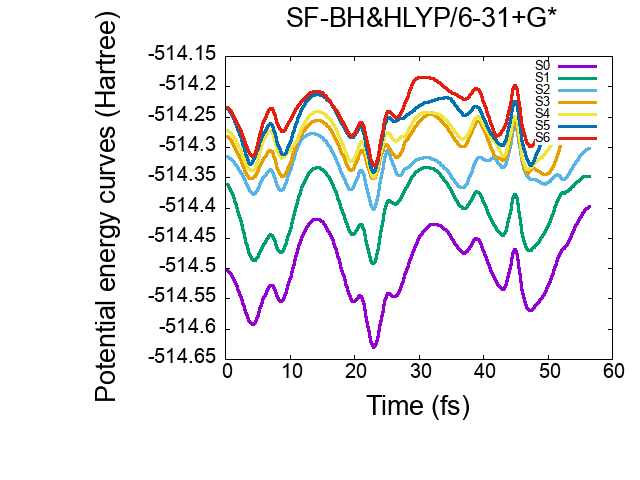 SF-BH&HLYP/6-31+G*
Potential energy curves (Hartree)
-514.15
-514.2
-514.25
-514.3
-514.35
-514.4
-514.45
-514.5
-514.55
-514.6
-514.65
S0
S1
S2
S3
S4
S5
S6
0 10 20 30 40 50 60
Time (fs)